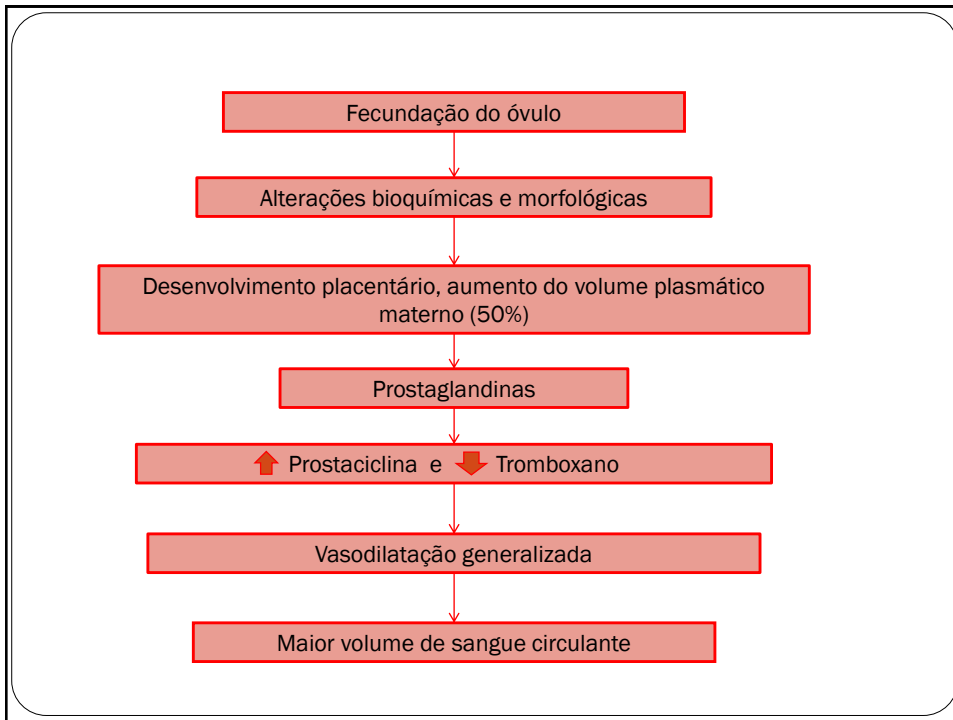 Fecundação do óvulo
Alterações bioquímicas e morfológicas
Desenvolvimento placentário, aumento do volume plasmático
materno (50%)
Prostaglandinas
Prostaciclina e Tromboxano
Vasodilatação generalizada
Maior volume de sangue circulante